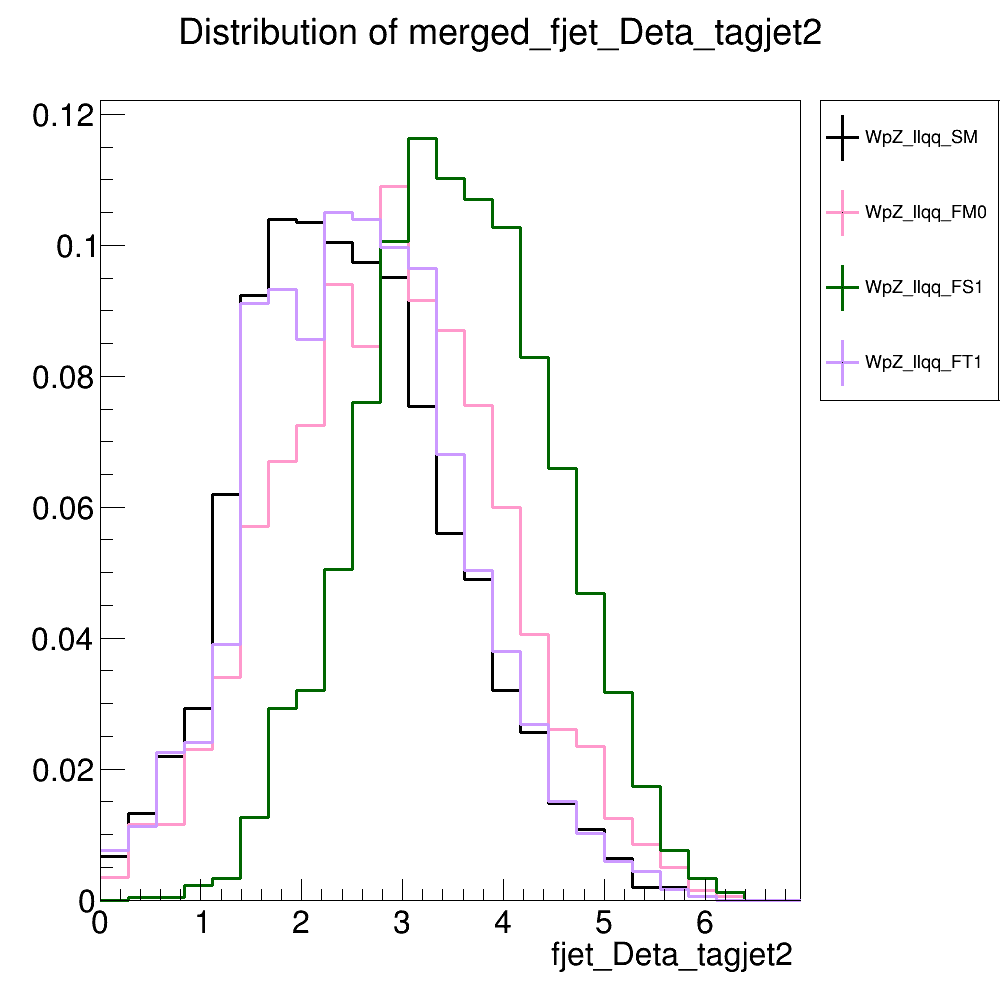 Distribution of merged_fjet_Deta_tagjet2
0.12
0.1
0.08
0.06
0.04
0.02
0
0 1 2 3 4 5 6
fjet_Deta_tagjet2
WpZ_llqq_SM
WpZ_llqq_FM0
WpZ_llqq_FS1
WpZ_llqq_FT1